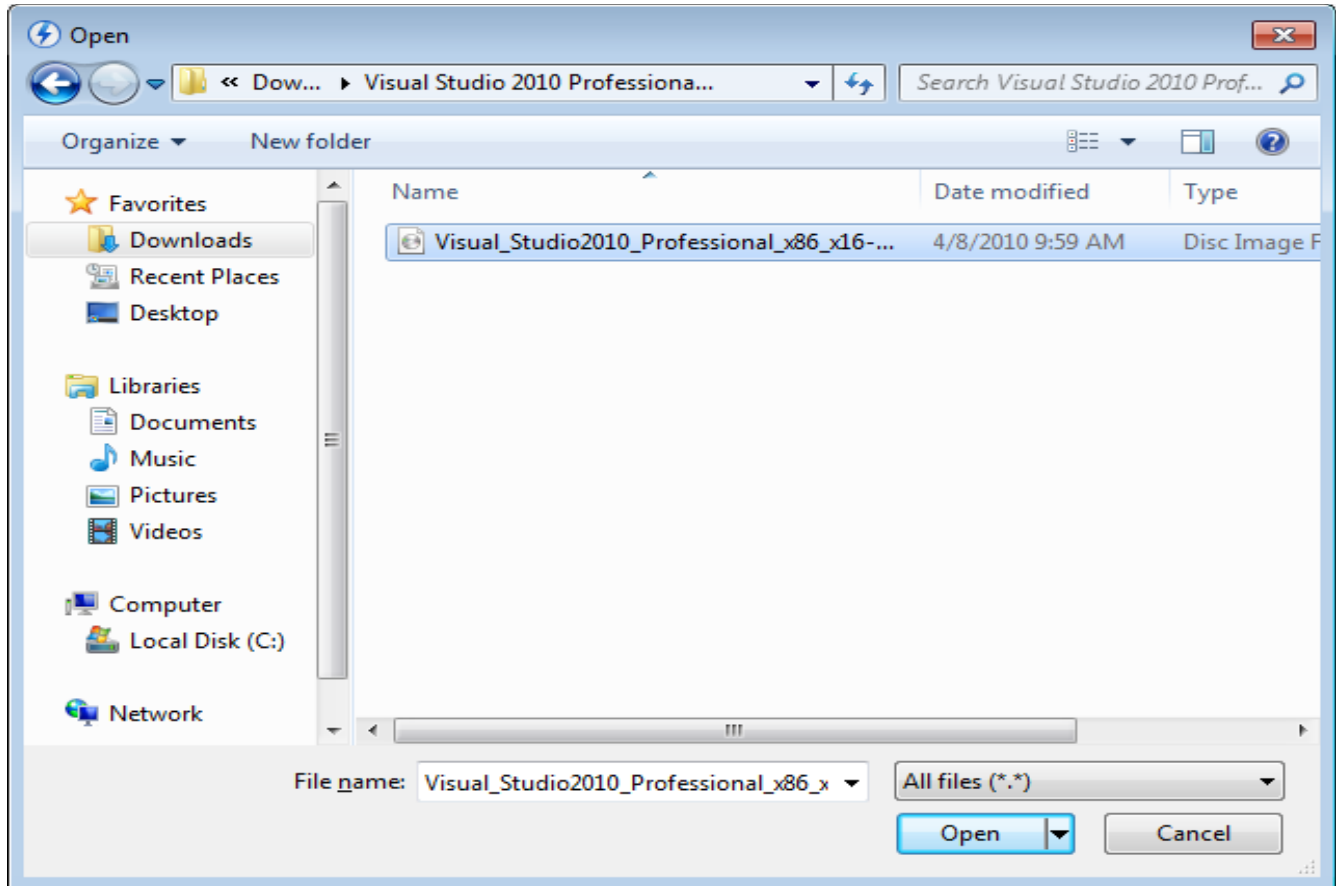 Open
« Dow... Visual Studio 2010 Professiona... Search Visual Studio 2010 Prof...
Organize New folder
Name Date modified Type
Favorites
Downloads
Recent Places
Desktop
Libraries
Documents
Music
Pictures
Videos
Computer
Local Disk (C:)
Network
Visual_Studio2010_Professional_x86_x16-... 4/8/2010 9:59 AM Disc Image F
File name: Visual_Studio2010_Professional_x86_x All files (*.*)
Open Cancel